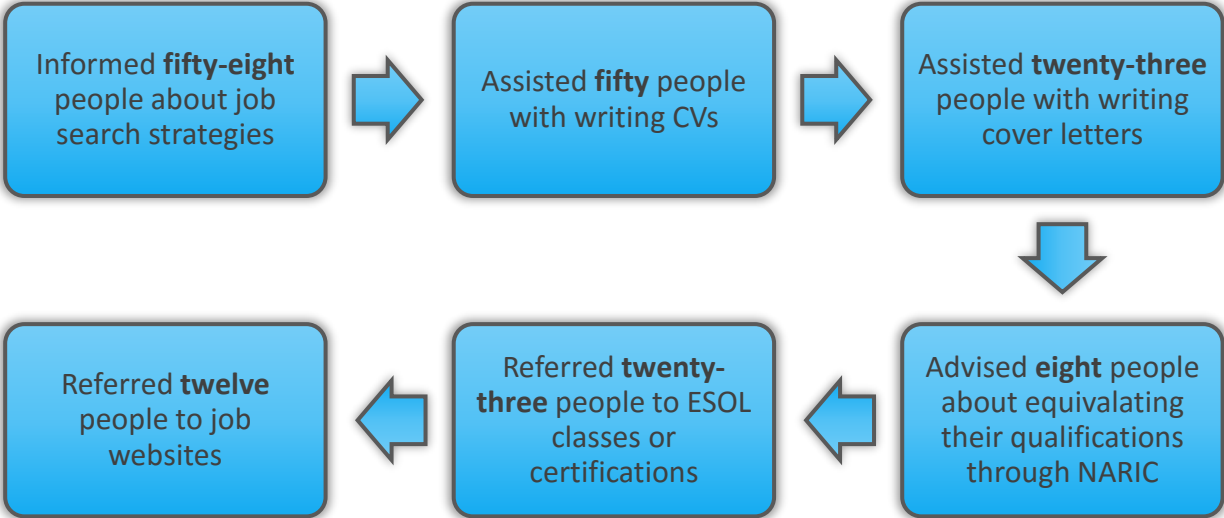 Informed fifty-eight
people about job
search strategies
Assisted fifty people
with writing CVs
Assisted twenty-three
people with writing
cover letters
Advised eight people
about equivalating
their qualifications
through NARIC
Referred twenty-
three people to ESOL
classes or
certifications
Referred twelve
people to job
websites